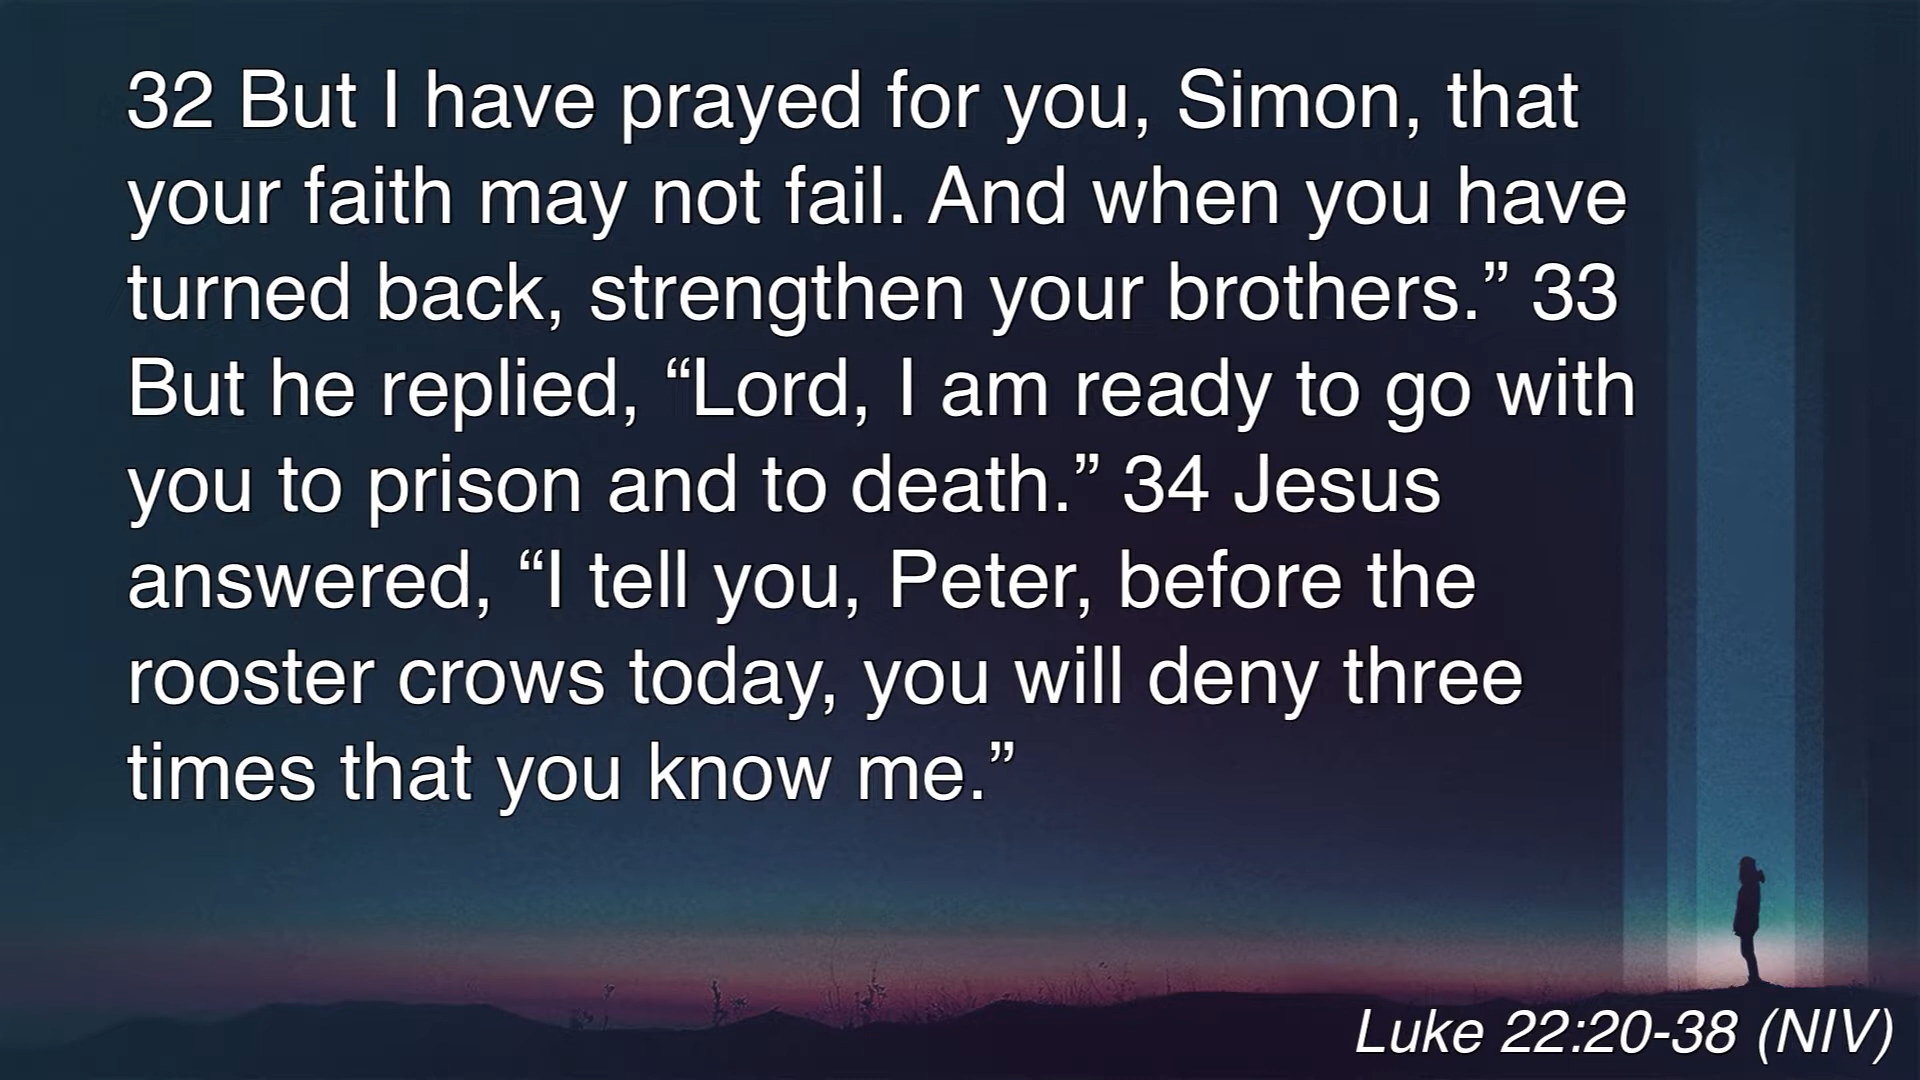 32 But I have prayed for you, Simon, that
your faith may not fail. And when you have
turned back, strengthen your brothers.” 33
But he replied, “Lord, I am ready to go with
you to prison and to death.” 34 Jesus
answered, “I tell you, Peter, before the
rooster crows today, you will deny three
times that you know me.”
Luke 22:20-38 (NIV)